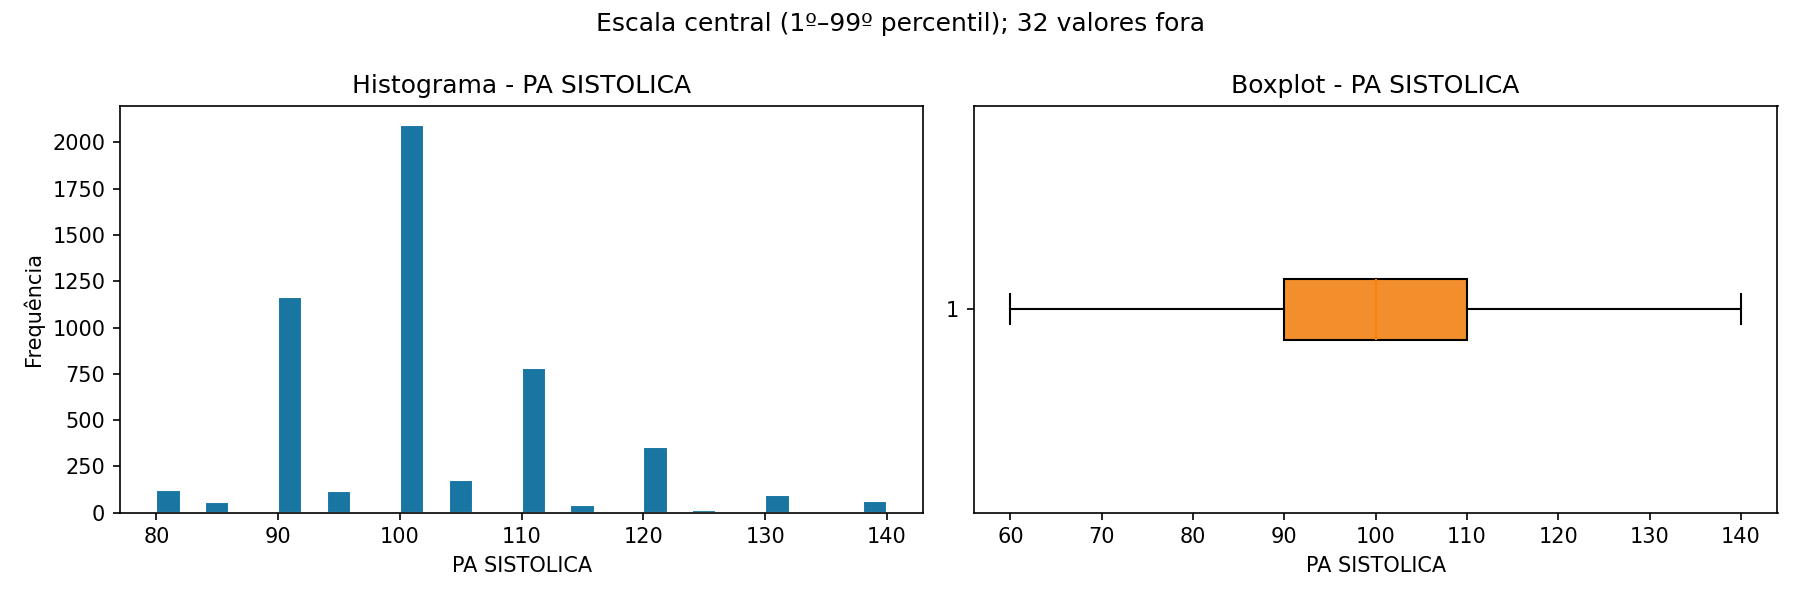 Escala central (1º–99º percentil); 32 valores fora
Histograma - PA SISTOLICA
Frequência
2000
1750
1500
1250
1000
750
500
250
0
80 90 100 110 120 130 140
PA SISTOLICA
Boxplot - PA SISTOLICA
1
60 70 80 90 100 110 120 130 140
PA SISTOLICA